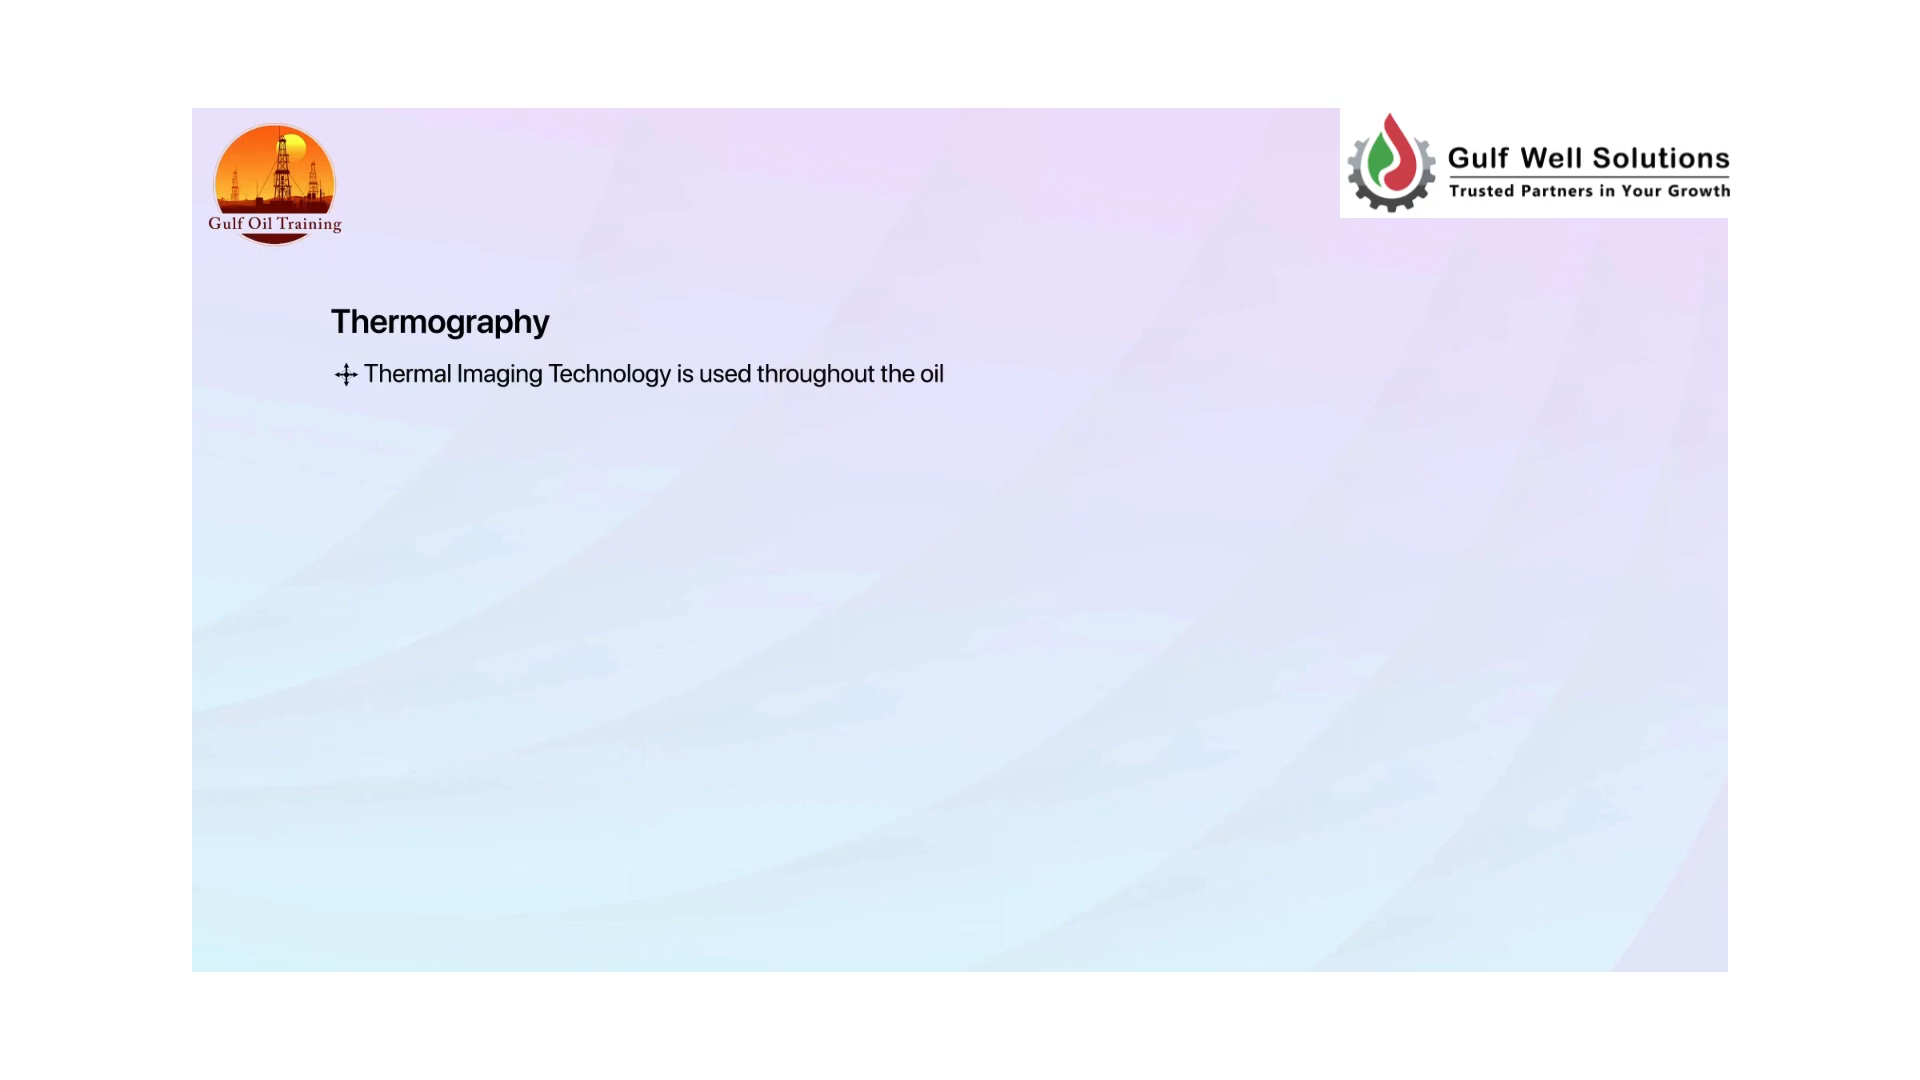 Gulf Oil Training
Gulf Well Solutions
Trusted Partners in Your Growth
Thermography
Thermal Imaging Technology is used throughout the oil